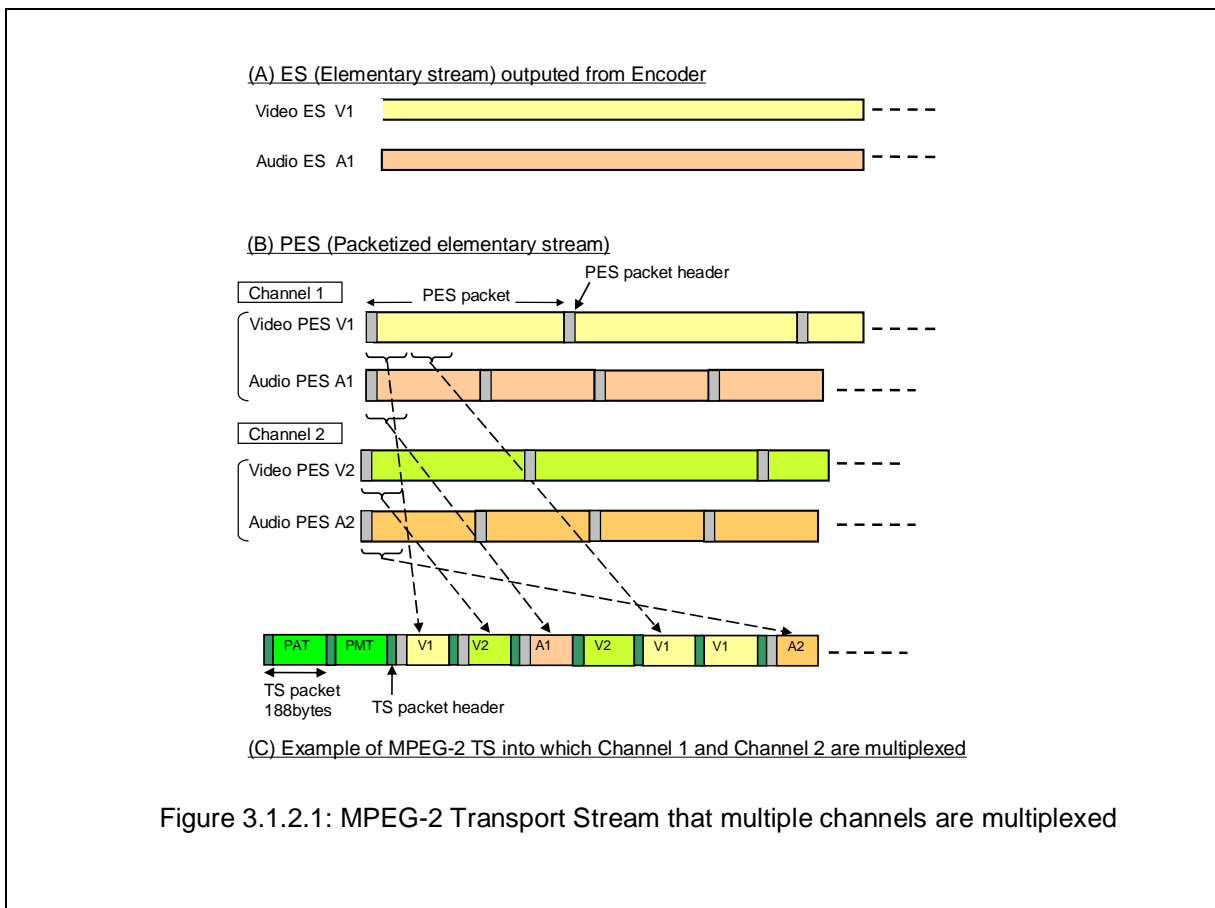 (A) ES (Elementary stream) outputed from Encoder
Video ES V1
Audio ES A1
(B) PES (Packetized elementary stream)
PES packet header
Channel 1
PES packet
Video PES V1
Audio PES A1
Channel 2
Video PES V2
Audio PES A2
PAT PMT V1 V2 A1 V2 V1 V1 A2
TS packet
188bytes
TS packet header
(C) Example of MPEG-2 TS into which Channel 1 and Channel 2 are multiplexed
Figure 3.1.2.1: MPEG-2 Transport Stream that multiple channels are multiplexed